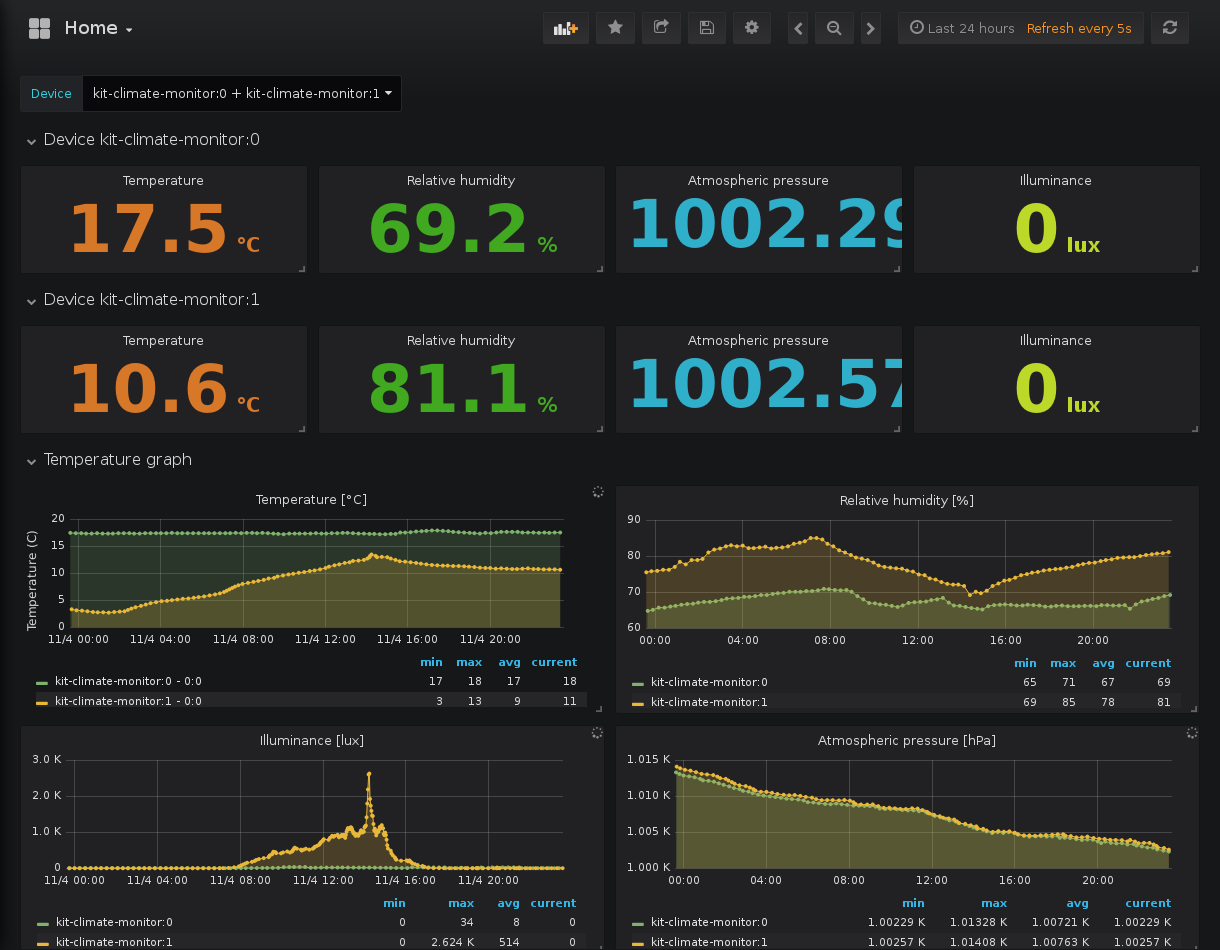 Home
Last 24 hours Refresh every 5s
Device kit-climate-monitor:0 + kit-climate-monitor:1
Device kit-climate-monitor:0
Temperature Relative humidity Atmospheric pressure Illuminance
17.5 °C 69.2 % 1002.29 0 lux
Device kit-climate-monitor:1
Temperature Relative humidity Atmospheric pressure Illuminance
10.6 °C 81.1 % 1002.57 0 lux
Temperature graph
Temperature [°C]
Temperature (C)
20
15
10
5
0
11/4 00:00 11/4 04:00 11/4 08:00 11/4 12:00 11/4 16:00 11/4 20:00
min max avg current
kit-climate-monitor:0 - 0:0 17 18 17 18
kit-climate-monitor:1 - 0:0 3 13 9 11
Relative humidity [%]
90
80
70
60
00:00 04:00 08:00 12:00 16:00 20:00
min max avg current
kit-climate-monitor:0 65 71 67 69
kit-climate-monitor:1 69 85 78 81
Illuminance [lux]
3.0 K
2.0 K
1.0 K
0
11/4 00:00 11/4 04:00 11/4 08:00 11/4 12:00 11/4 16:00 11/4 20:00
min max avg current
kit-climate-monitor:0 0 34 8 0
kit-climate-monitor:1 0 2.624 K 514 0
Atmospheric pressure [hPa]
1.015 K
1.010 K
1.005 K
1.000 K
00:00 04:00 08:00 12:00 16:00 20:00
min max avg current
kit-climate-monitor:0 1.00229 K 1.01328 K 1.00721 K 1.00229 K
kit-climate-monitor:1 1.00257 K 1.01408 K 1.00763 K 1.00257 K